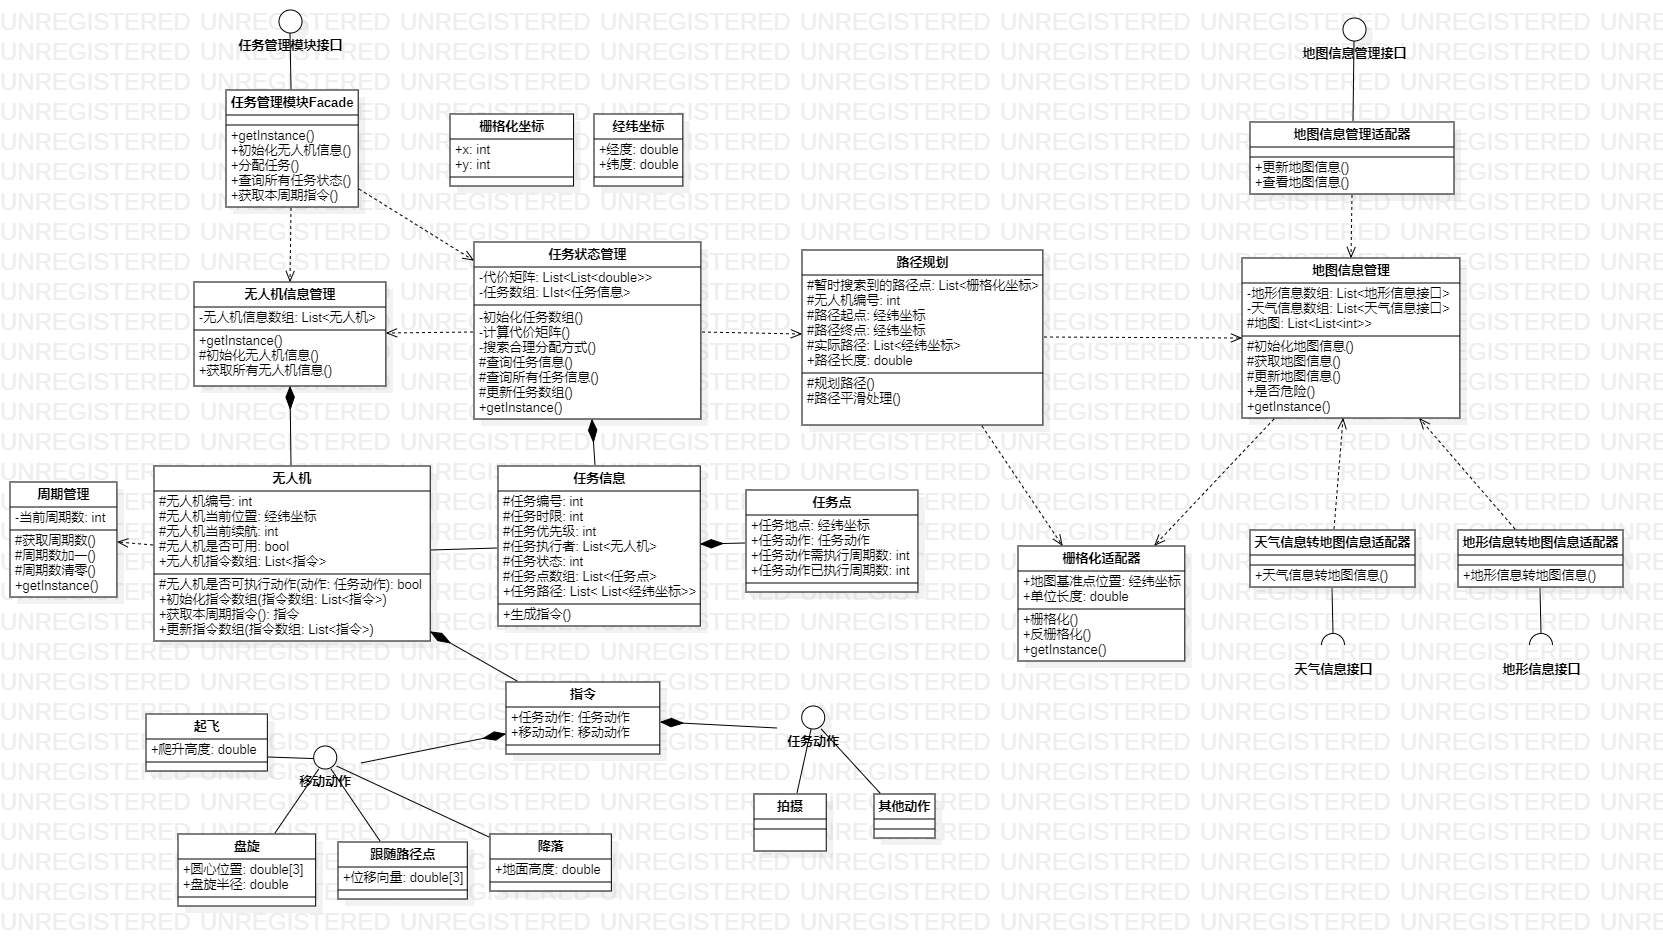 任务管理模块接口
地图信息管理接口
任务管理模块Facade
+getInstance()
+初始化无人机信息()
+分配任务()
+查询所有任务状态()
+获取本周期指令()
栅格化坐标
+x: int
+y: int
经纬坐标
+经度: double
+纬度: double
地图信息管理适配器
+更新地图信息()
+查看地图信息()
无人机信息管理
-无人机信息数组: List<无人机>
+getInstance()
#初始化无人机信息()
+获取所有无人机信息()
任务状态管理
-代价矩阵: List<List<double>>
-任务数组: LIst<任务信息>
-初始化任务数组()
-计算代价矩阵()
-搜索合理分配方式()
#查询任务信息()
#查询所有任务信息()
#更新任务数组()
+getInstance()
路径规划
#暂时搜索到的路径点: List<栅格化坐标>
#无人机编号: int
#路径起点: 经纬坐标
#路径终点: 经纬坐标
#实际路径: List<经纬坐标>
+路径长度: double
#规划路径()
#路径平滑处理()
地图信息管理
-地形信息数组: List<地形信息接口>
-天气信息数组: List<天气信息接口>
#地图: List<List<int>>
#初始化地图信息()
#获取地图信息()
#更新地图信息()
+是否危险()
+getInstance()
周期管理
-当前周期数: int
#获取周期数()
#周期数加一()
#周期数清零()
+getInstance()
无人机
#无人机编号: int
#无人机当前位置: 经纬坐标
#无人机当前续航: int
#无人机是否可用: bool
+无人机指令数组: List<指令>
#无人机是否可执行动作(动作: 任务动作): bool
+初始化指令数组(指令数组: List<指令>)
+获取本周期指令(): 指令
+更新指令数组(指令数组: List<指令>)
任务信息
#任务编号: int
#任务时限: int
#任务优先级: int
#任务执行者: List<无人机>
#任务状态: int
#任务点数组: List<任务点>
+任务路径: List< List<经纬坐标>>
+生成指令()
任务点
+任务地点: 经纬坐标
+任务动作: 任务动作
+任务动作需执行周期数: int
+任务动作已执行周期数: int
栅格化适配器
+地图基准点位置: 经纬坐标
+单位长度: double
+栅格化()
+反栅格化()
+getInstance()
天气信息转地图信息适配器
+天气信息转地图信息()
地形信息转地图信息适配器
+地形信息转地图信息()
天气信息接口
地形信息接口
指令
+任务动作: 任务动作
+移动动作: 移动动作
起飞
+爬升高度: double
移动动作
任务动作
拍摄
其他动作
盘旋
+圆心位置: double[3]
+盘旋半径: double
跟随路径点
+位移向量: double[3]
降落
+地面高度: double